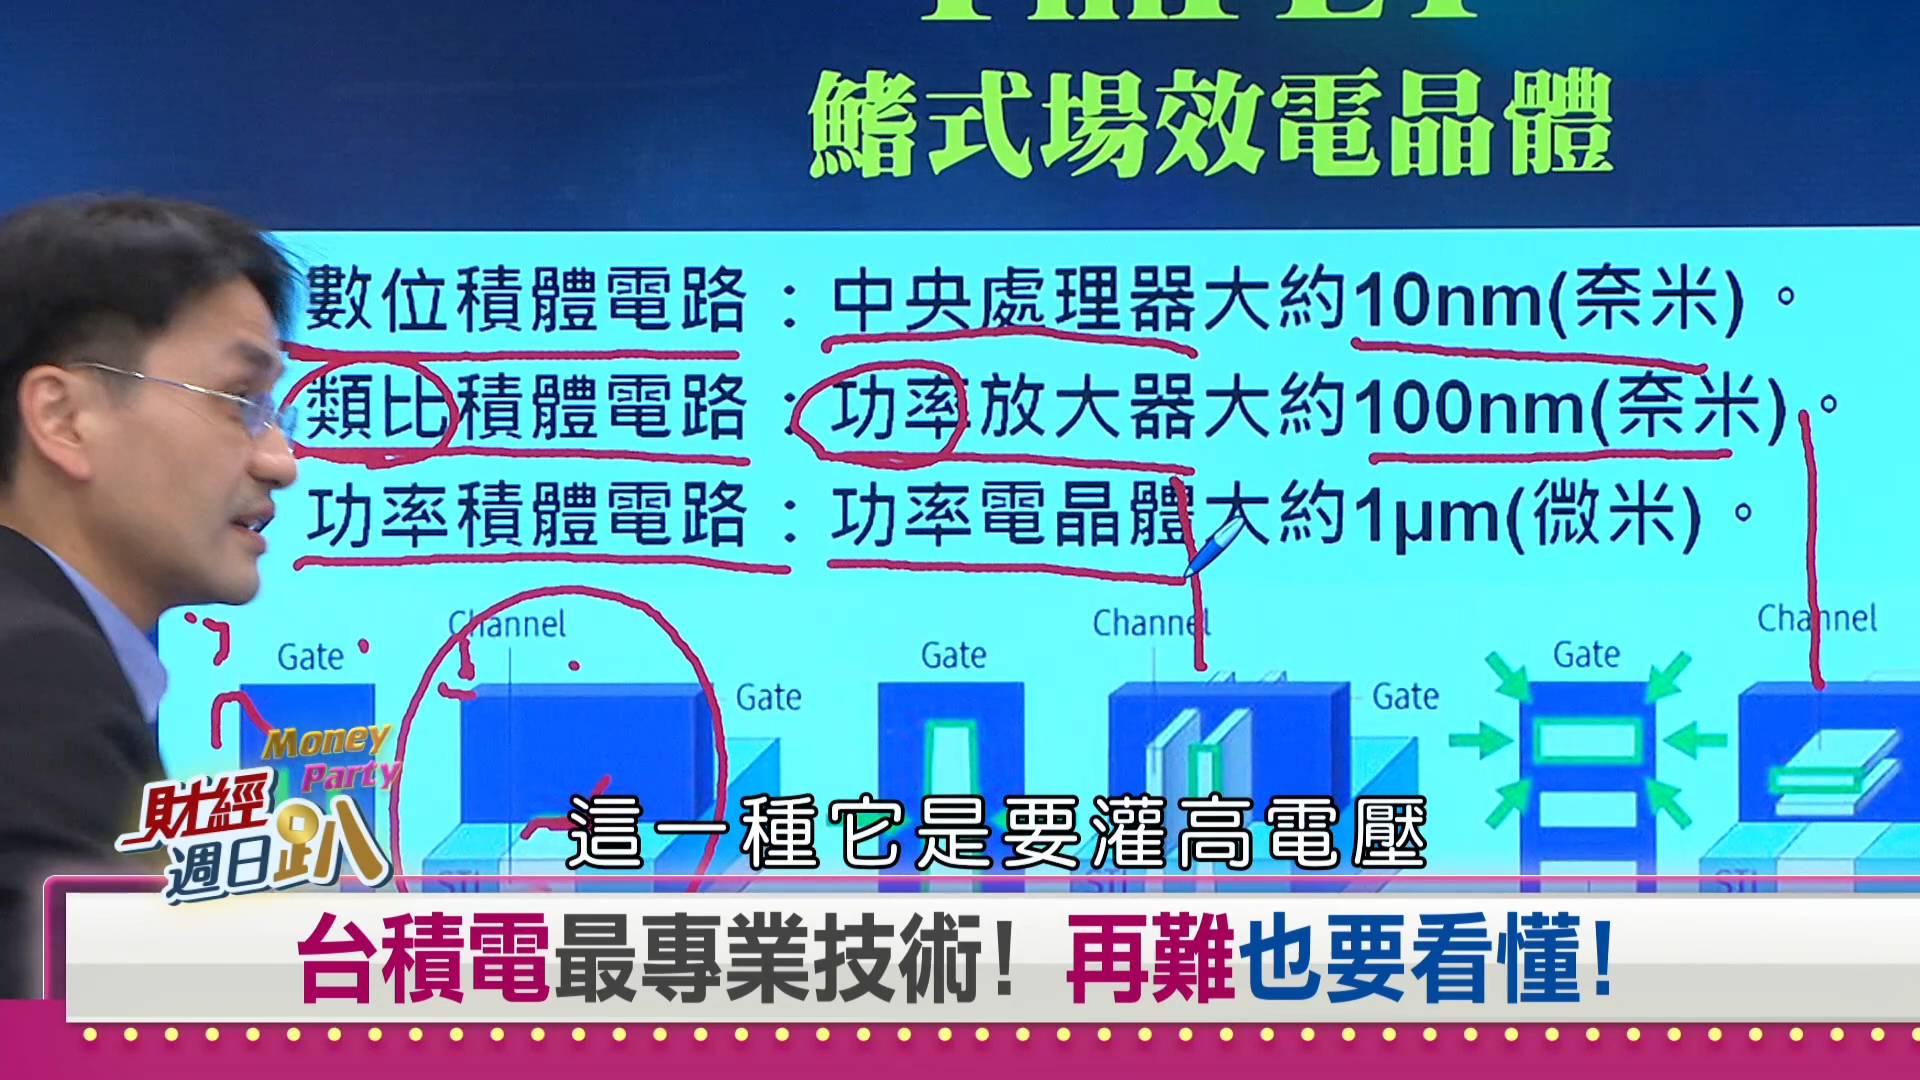 FinFET
鰭式場效電晶體
數位積體電路：中央處理器大約10nm(奈米)。
類比積體電路：功率放大器大約100nm(奈米)。
功率積體電路：功率電晶體大約1μm(微米)。
Channel
Gate
Gate
Channel
Gate
Gate
Channel
Gate
STI
STI
STI
Money
Party
財經
週日趴
這一種它是要灌高電壓
台積電最專業技術！再難也要看懂！